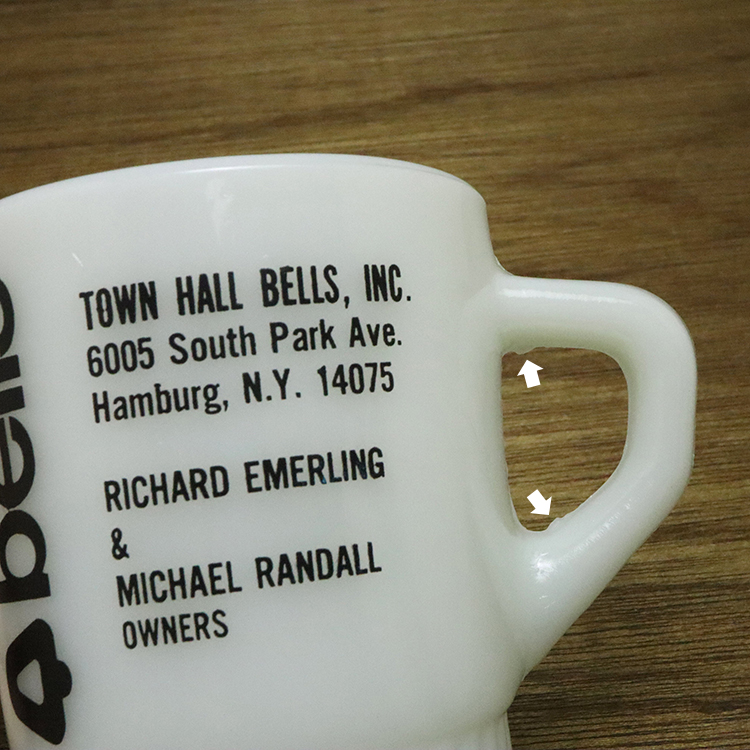 TOWN HALL BELLS, INC.
6005 South Park Ave.
Hamburg, N.Y. 14075
RICHARD EMERLING
&
MICHAEL RANDALL
OWNERS